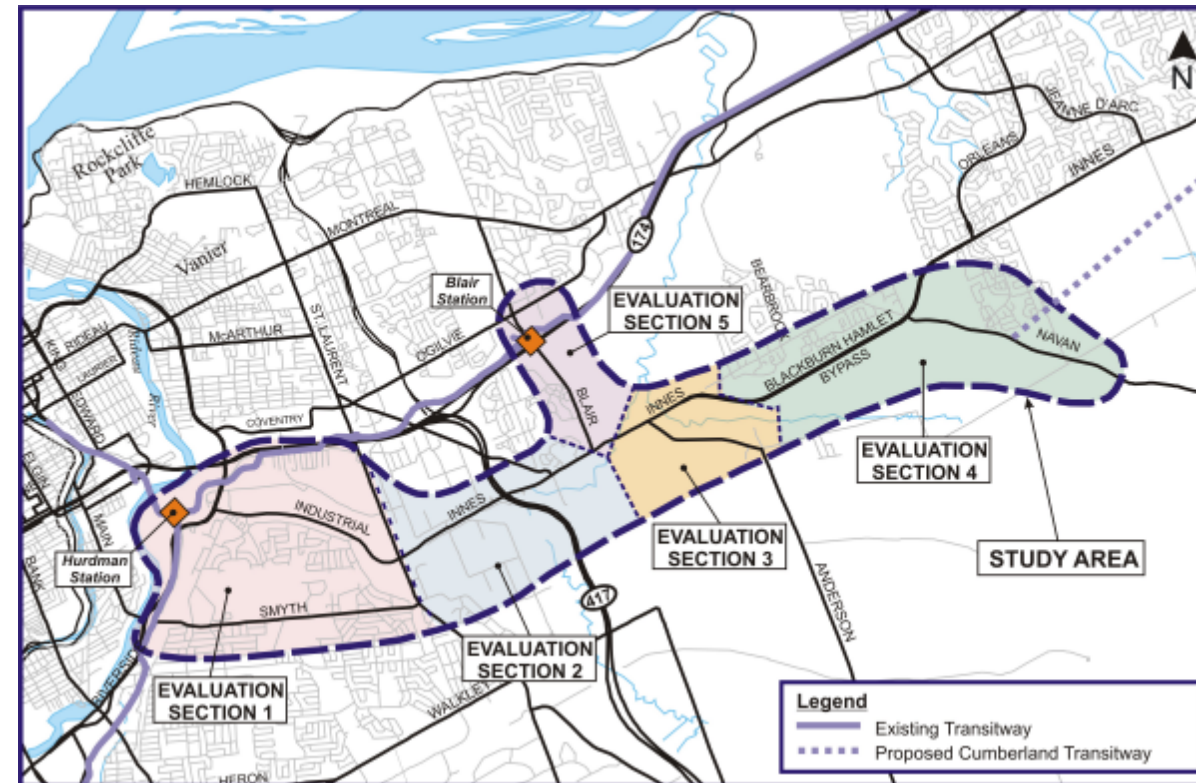 N
JEANNE D'ARC
ORLEANS
INNES
Rockcliffe
Park
HEMLOCK
MONTREAL
174
Vanier
Blair
Station
EVALUATION
SECTION 5
BEARBROOK
McARTHUR
ST. LAURENT
OGILVIE
KING
EDWARD
RIDEAU
LAURIER
Rideau
River
COVENTRY
BLAIR
INNES
BLACKBURN HAMLET
BYPASS
NAVAN
ELGIN
MAIN
BANK
INDUSTRIAL
INNES
EVALUATION
SECTION 4
EVALUATION
SECTION 3
STUDY AREA
Hurdman
Station
SMYTH
417
ANDERSON
RIVERSIDE
EVALUATION
SECTION 1
EVALUATION
SECTION 2
WALKLEY
HERON
Legend
Existing Transitway
Proposed Cumberland Transitway